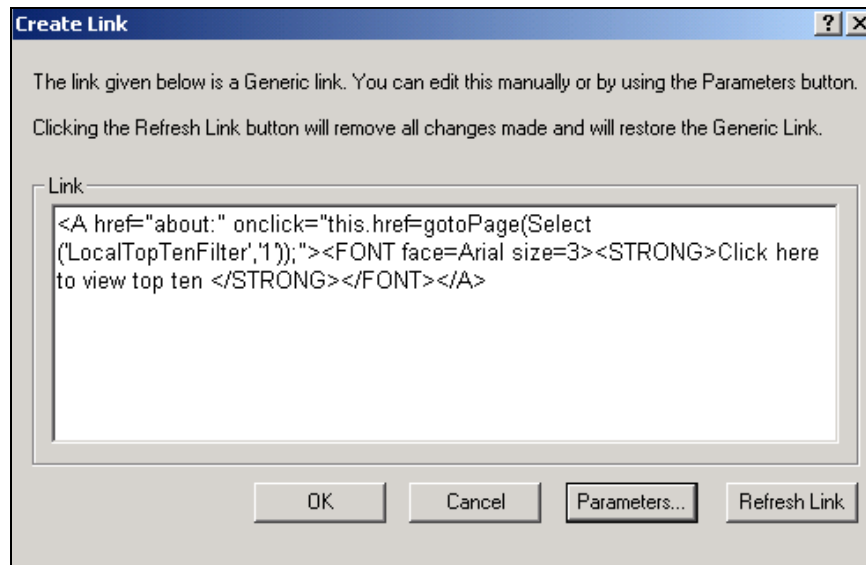 Create Link
The link given below is a Generic link. You can edit this manually or by using the Parameters button.
Clicking the Refresh Link button will remove all changes made and will restore the Generic Link.
Link
<A href="about:" onclick="this.href=gotoPage(Select
('LocalTopTenFilter','1'));"><FONT face=Arial size=3><STRONG>Click here
to view top ten </STRONG></FONT></A>
OK Cancel Parameters... Refresh Link